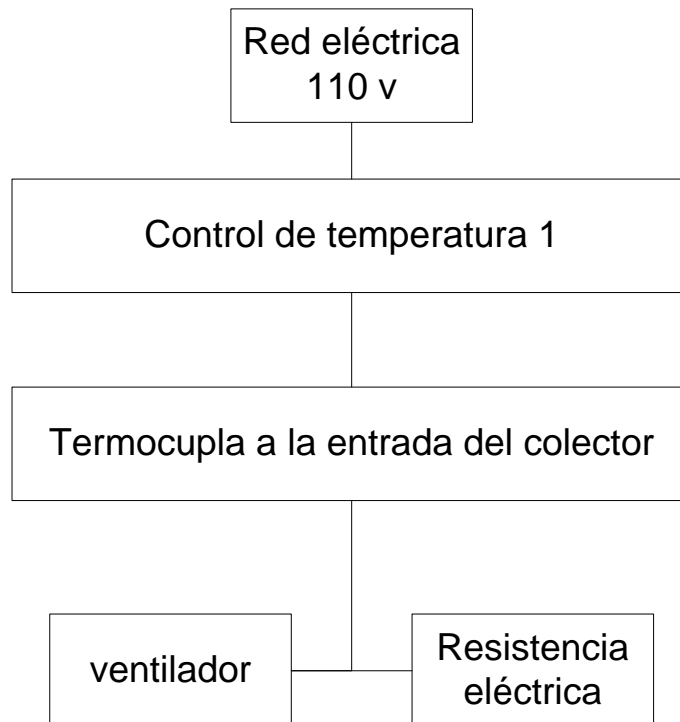 Red eléctrica
110 v
Control de temperatura 1
Termocupla a la entrada del colector
ventilador
Resistencia
eléctrica